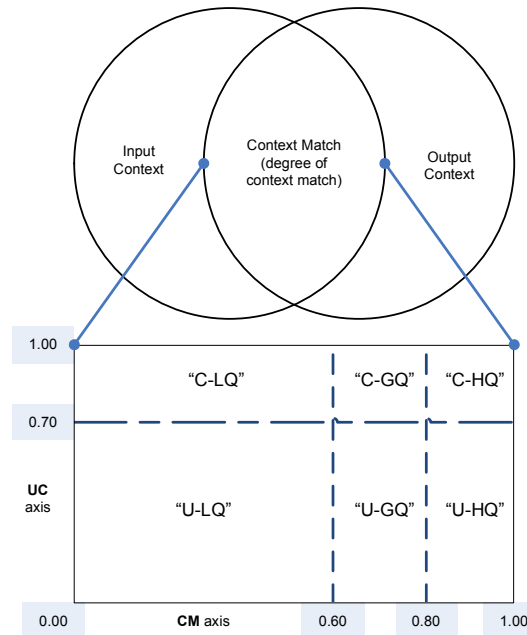 Input
Context
Context Match
(degree of
context match)
Output
Context
1.00
“C-LQ”
“C-GQ”
“C-HQ”
0.70
UC
axis
“U-LQ”
“U-GQ”
“U-HQ”
0.00
CM axis
0.60
0.80
1.00